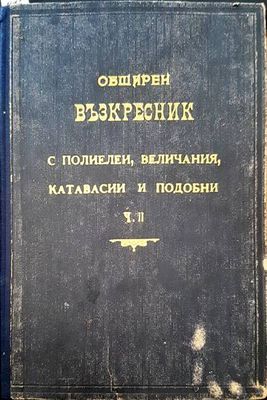 ОБШИРЕН
ВЪЗКРЕСНИК
С ПОЛИЕЛЕИ, ВЕЛИЧАНИЯ,
КАТАВАСИИ И ПОДОБНИ
Ч. II